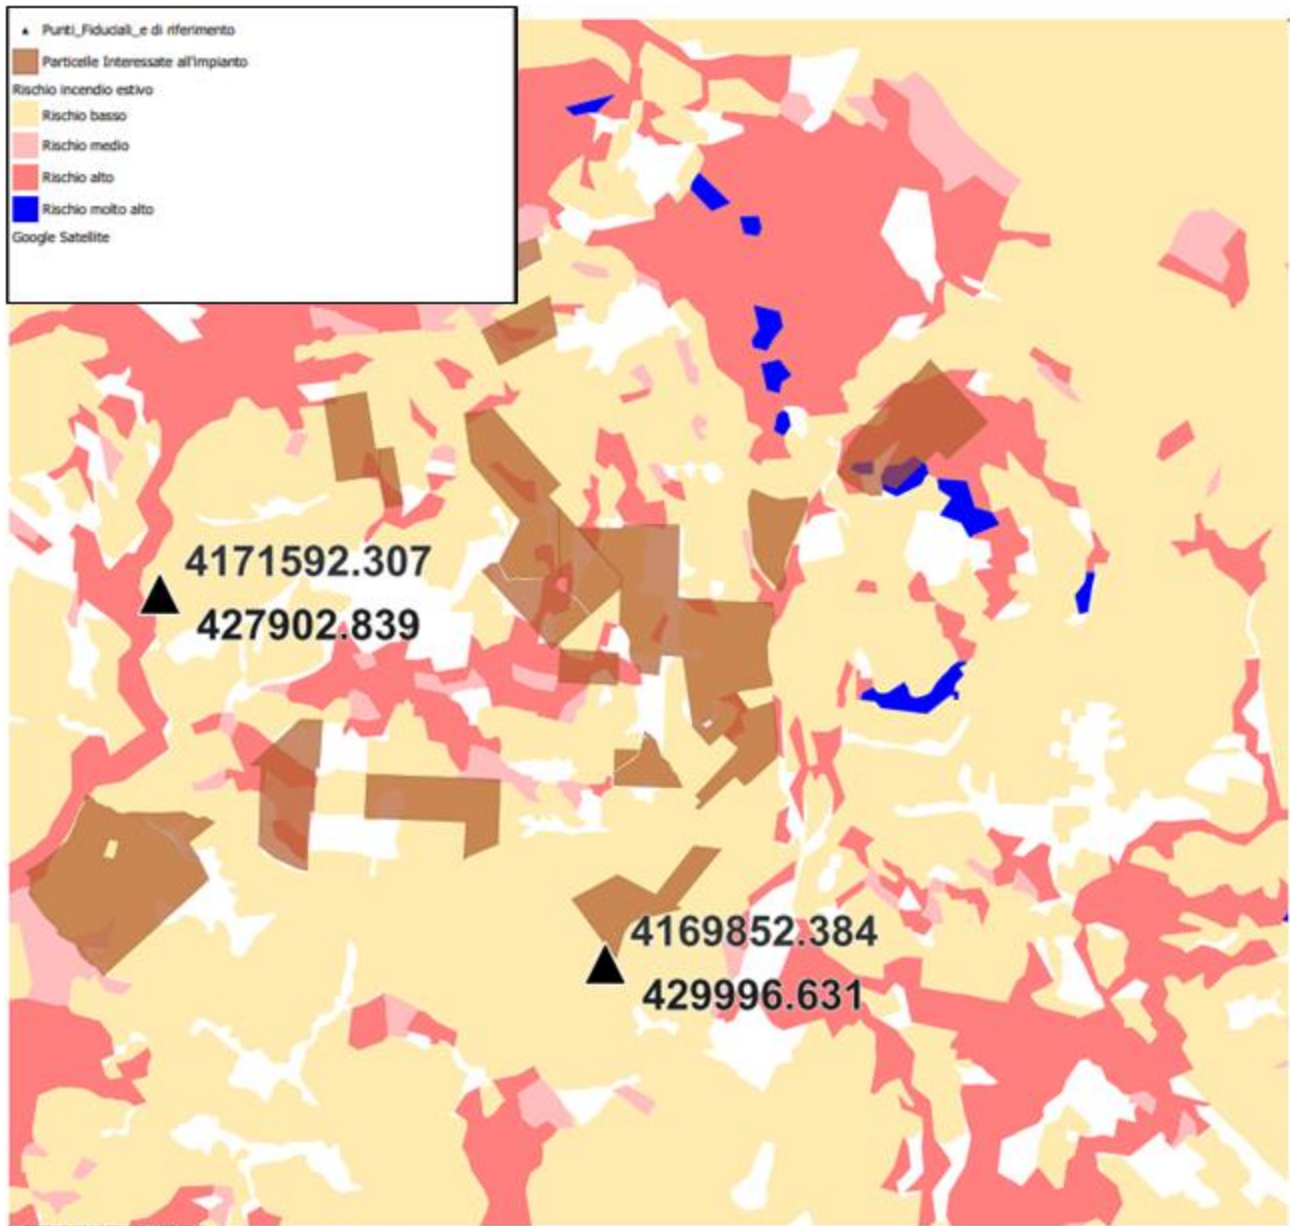 Punti_Fiduciali_e di riferimento
Particelle Interessate all'impianto
Rischio incendio estivo
Rischio basso
Rischio medio
Rischio alto
Rischio molto alto
Google Satellite
4171592.307
427902.839
4169852.384
429996.631